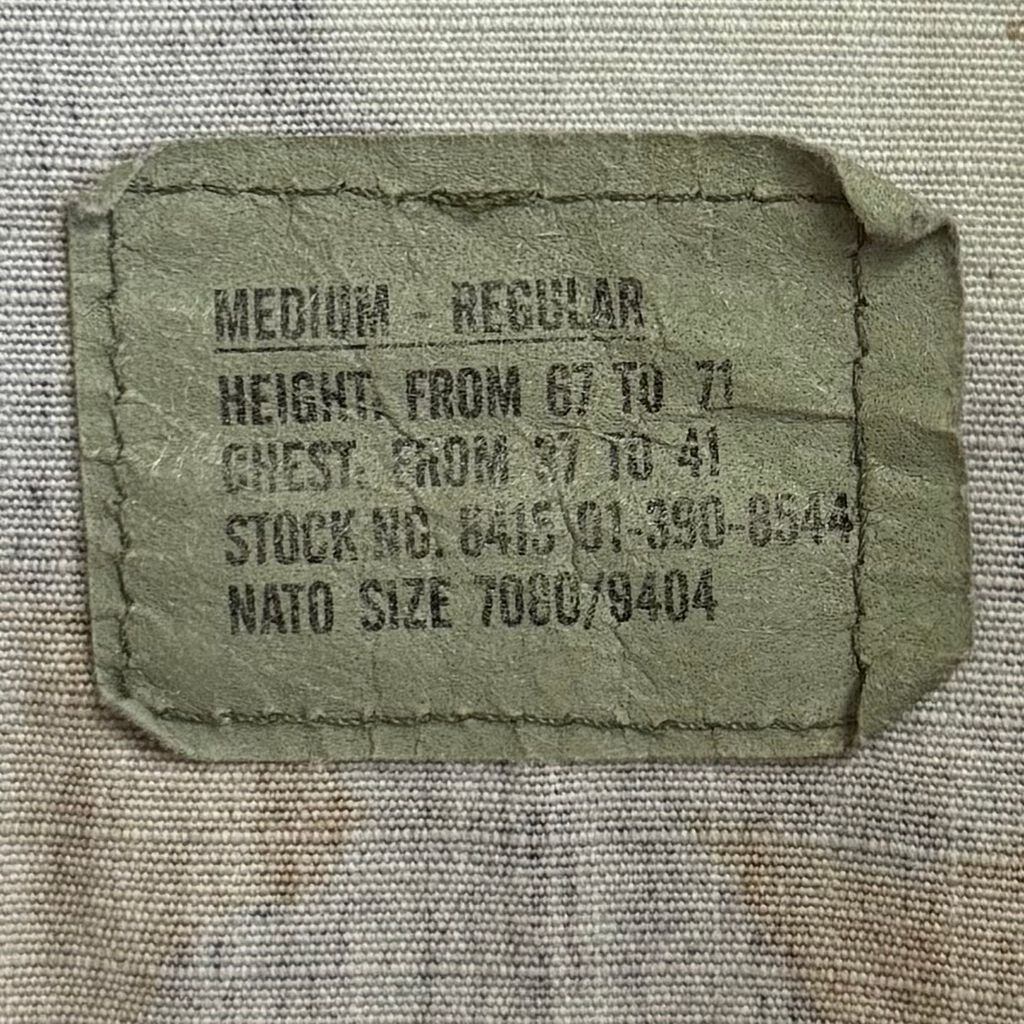 MEDIUM - REGULAR
HEIGHT: FROM 67 TO 71
CHEST: FROM 37 TO 41
STOCK NO. 8415 01-390-8544
NATO SIZE 7080/9404